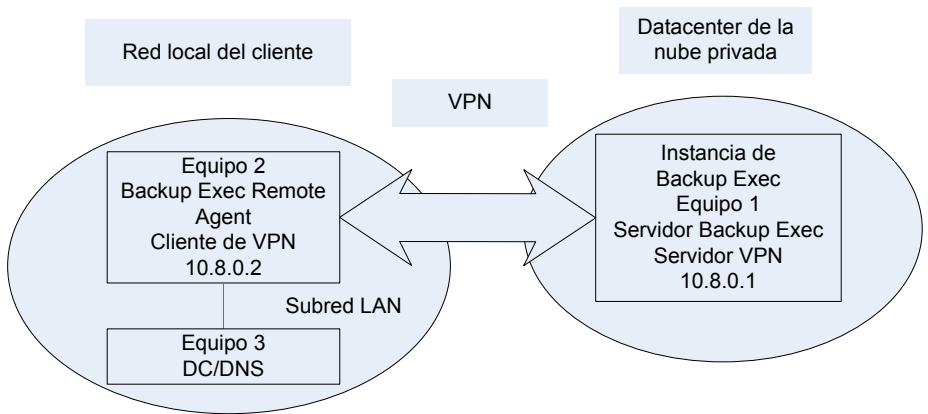 Red local del cliente
Datacenter de la
nube privada
VPN
Equipo 2
Backup Exec Remote
Agent
Cliente de VPN
10.8.0.2
Subred LAN
Equipo 3
DC/DNS
Instancia de
Backup Exec
Equipo 1
Servidor Backup Exec
Servidor VPN
10.8.0.1